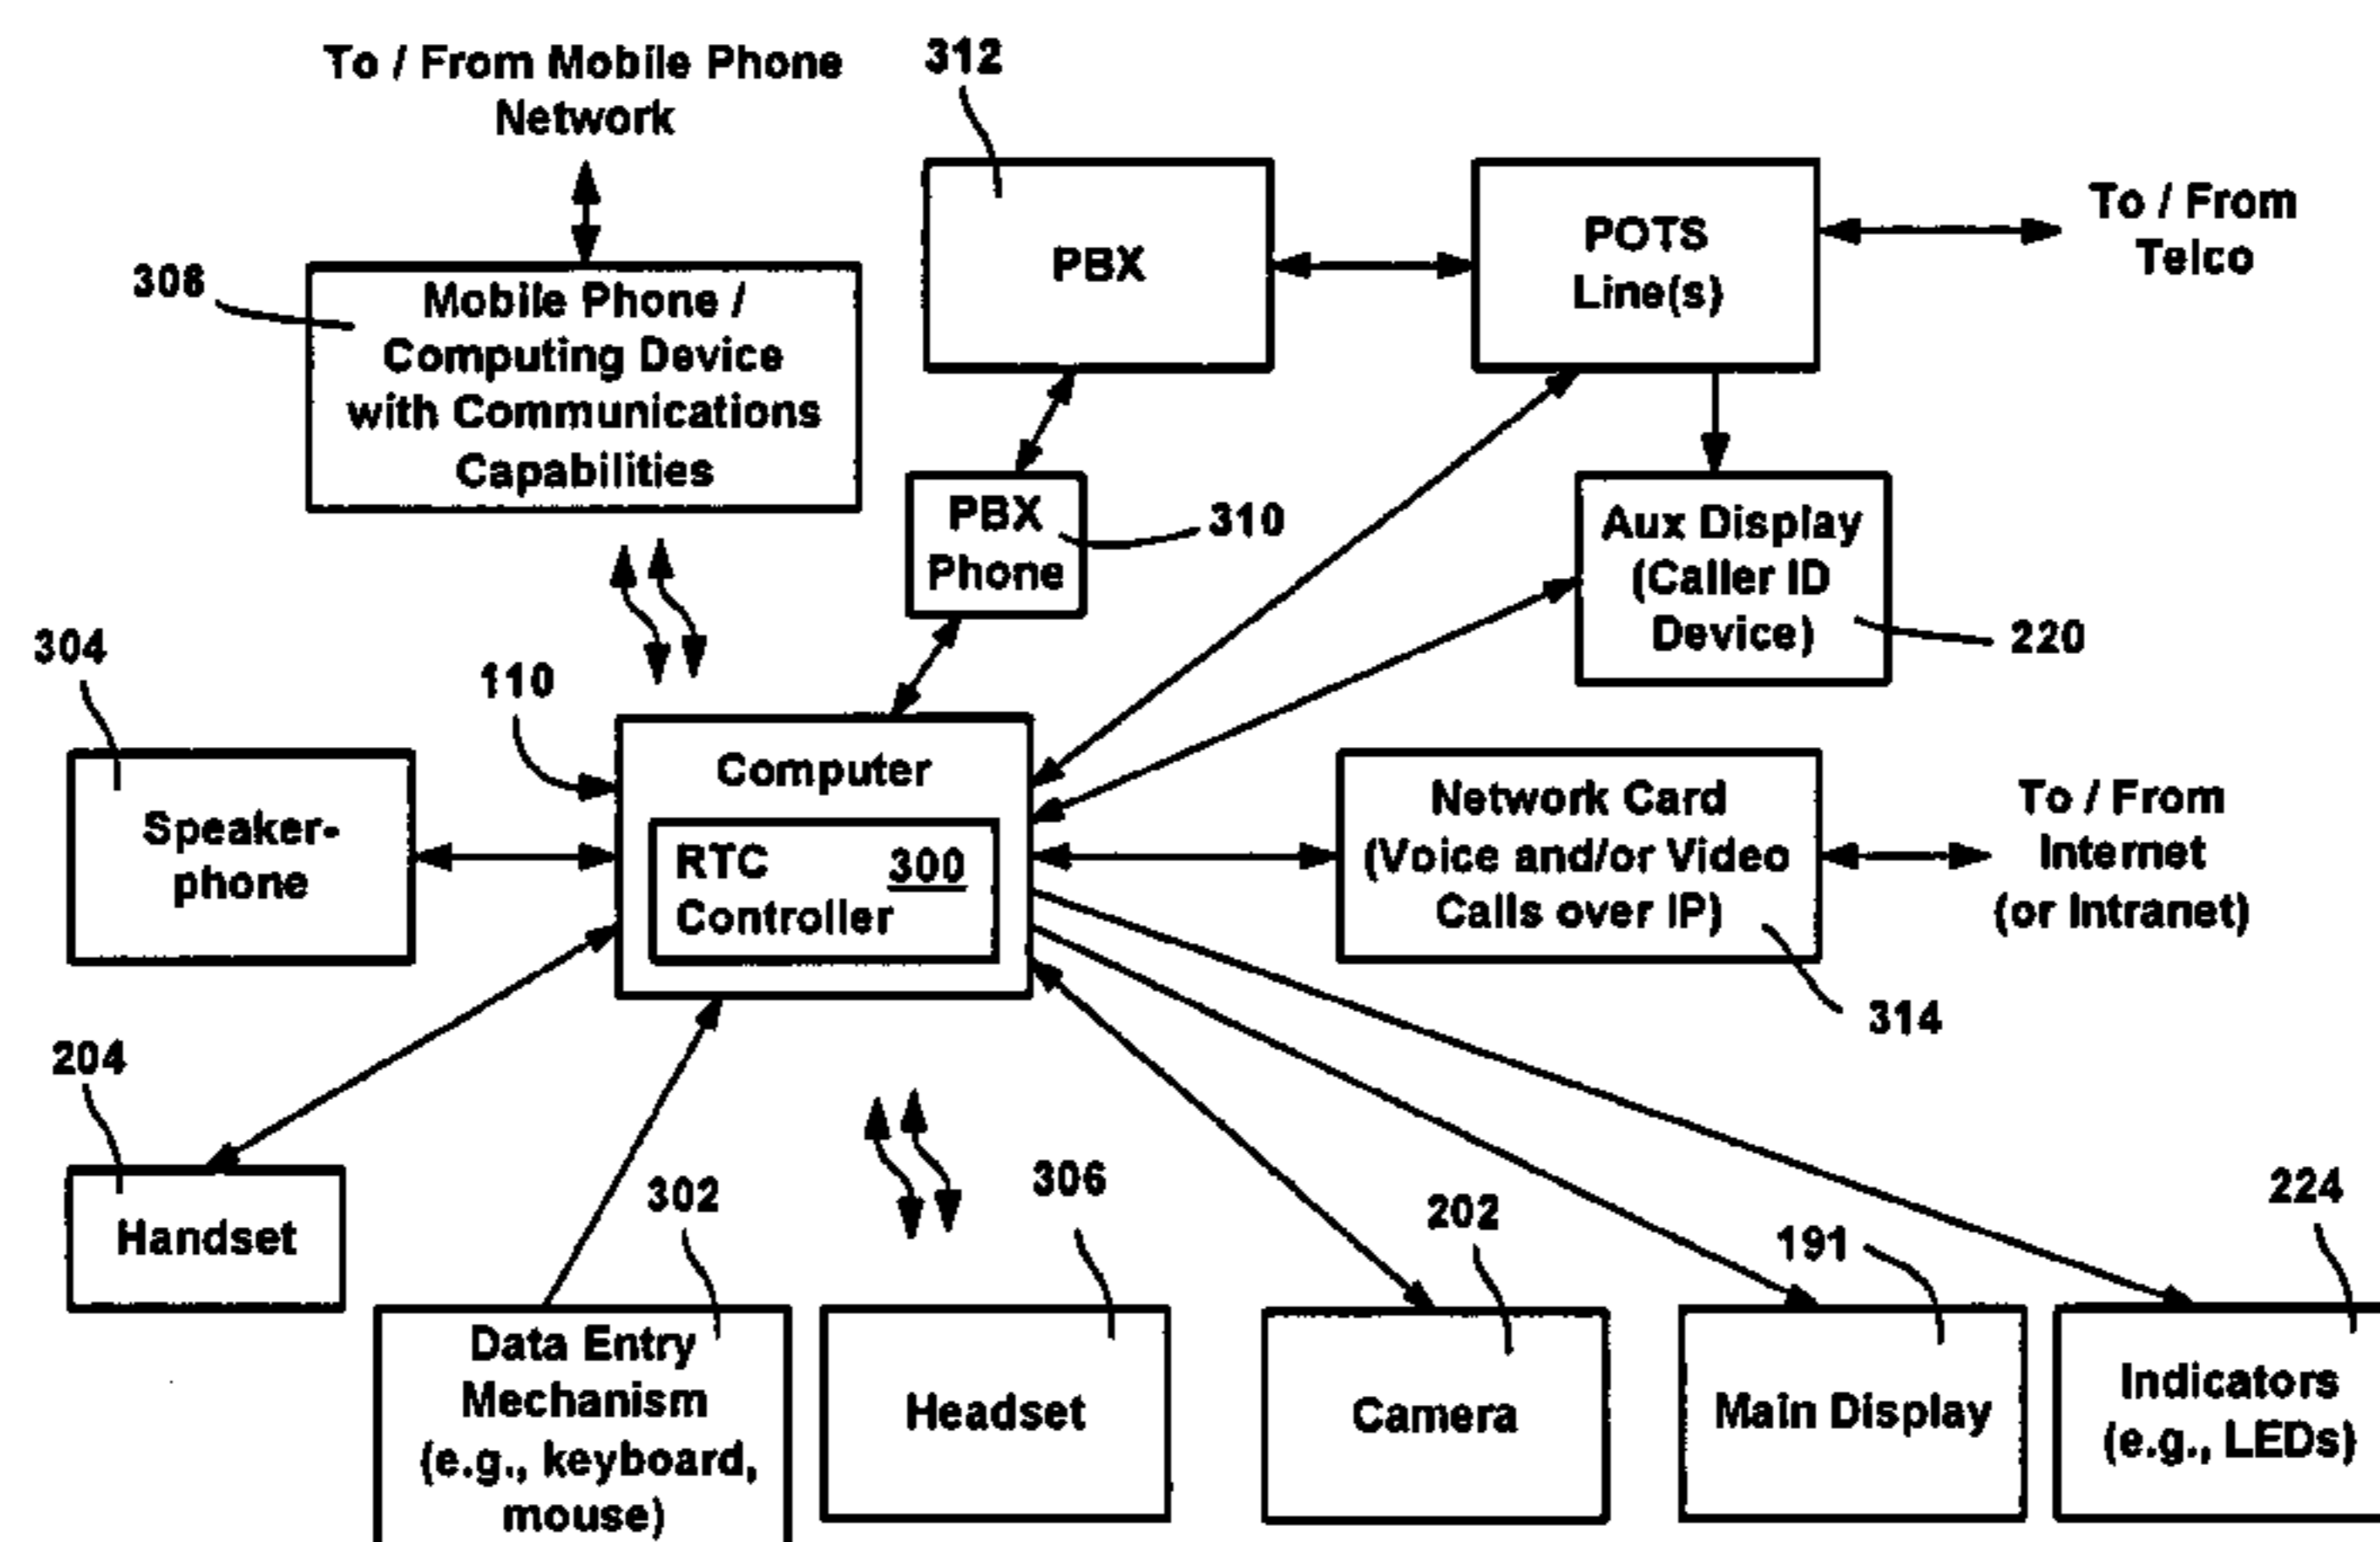 To / From Mobile Phone
Network
312
PBX
POTS
Line(s)
To / From
Telco
308
Mobile Phone /
Computing Device
with Communications
Capabilities
PBX
Phone
310
Aux Display
(Caller ID
Device)
220
304
Speaker-
phone
110
Computer
RTC
Controller
300
Network Card
(Voice and/or Video
Calls over IP)
314
To / From
Internet
(or Intranet)
204
Handset
302
Data Entry
Mechanism
(e.g., keyboard,
mouse)
306
Headset
202
Camera
191
Main Display
224
Indicators
(e.g., LEDs)